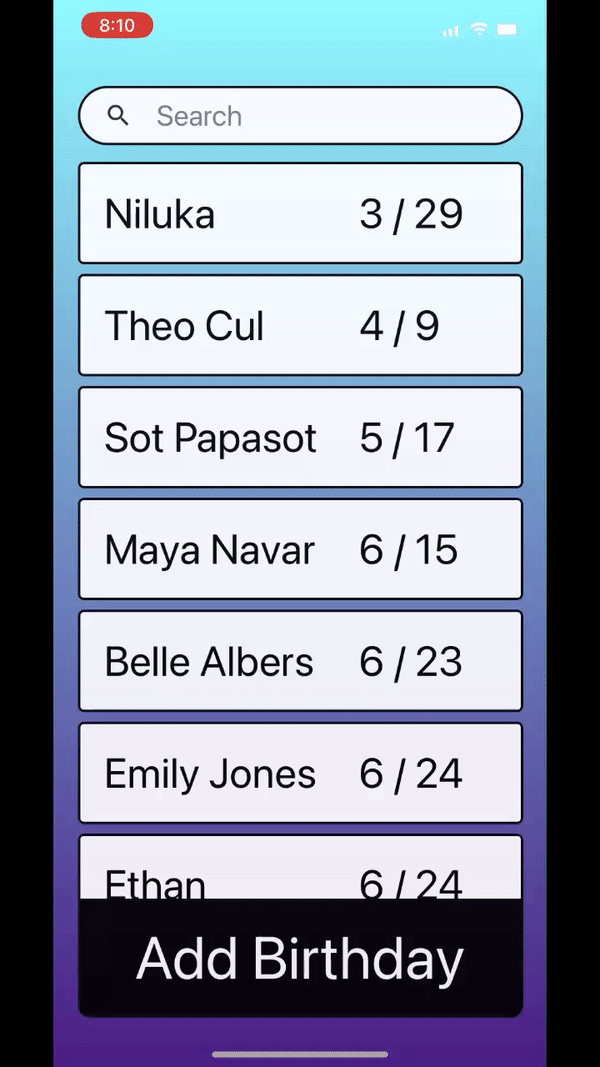 8:10
Search
Niluka 3 / 29
Theo Cul 4 / 9
Sot Papasot 5 / 17
Maya Navar 6 / 15
Belle Albers 6 / 23
Emily Jones 6 / 24
Ethan 6 / 24
Add Birthday